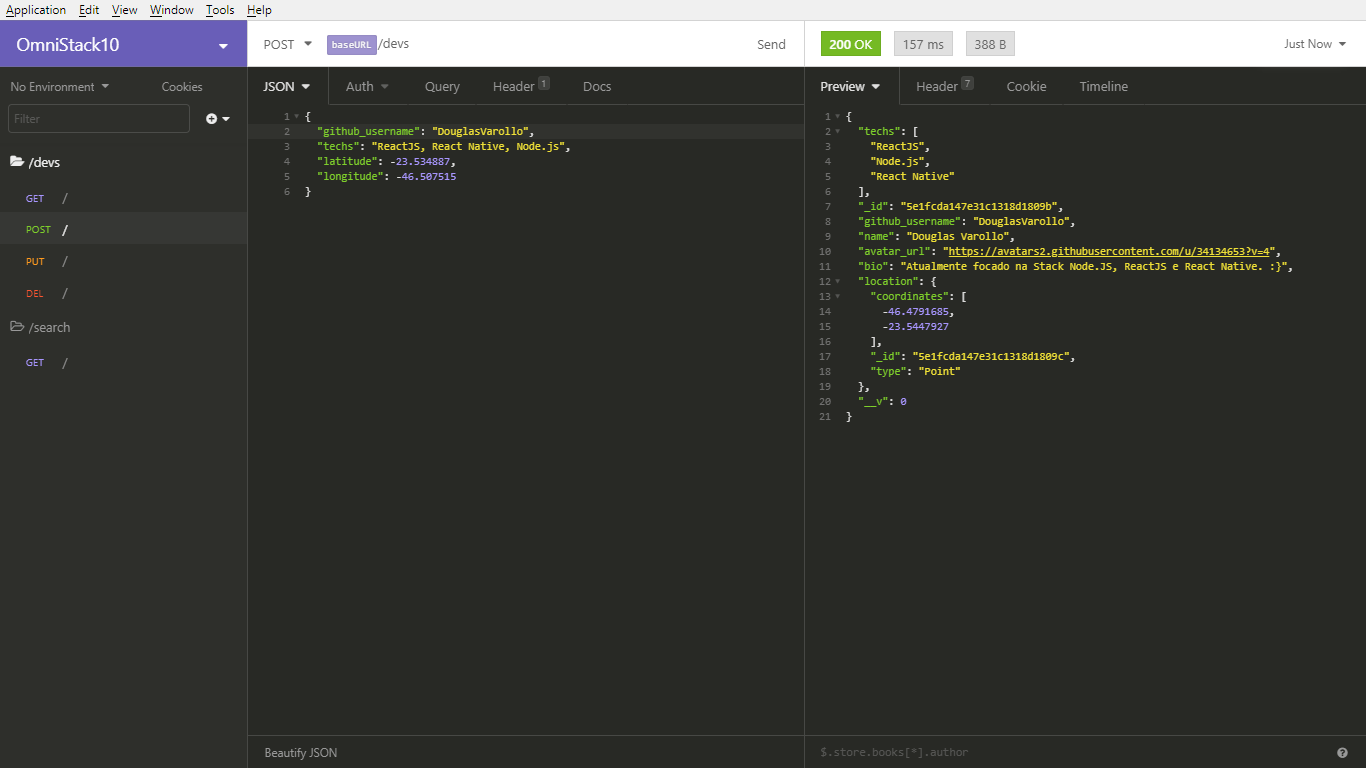 Application Edit View Window Tools Help
OmniStack10
No Environment Cookies
Filter
/devs
GET /
POST /
PUT /
DEL /
/search
GET /
POST baseURL /devs Send
JSON Auth Query Header 1 Docs
1 {
2 "github_username": "DouglasVarollo",
3 "techs": "ReactJS, React Native, Node.js",
4 "latitude": -23.534887,
5 "longitude": -46.507515
6 }
Beautify JSON
200 OK 157 ms 388 B Just Now
Preview Header 7 Cookie Timeline
1 {
2 "techs": [
3 "ReactJS",
4 "Node.js",
5 "React Native"
6 ],
7 "_id": "5e1fcda147e31c1318d1809b",
8 "github_username": "DouglasVarollo",
9 "name": "Douglas Varollo",
10 "avatar_url": "https://avatars2.githubusercontent.com/u/34134653?v=4",
11 "bio": "Atualmente focado na Stack Node.JS, ReactJS e React Native. :}",
12 "location": {
13 "coordinates": [
14 -46.4791685,
15 -23.5447927
16 ],
17 "_id": "5e1fcda147e31c1318d1809c",
18 "type": "Point"
19 },
20 "__v": 0
21 }
$.store.books[*].author